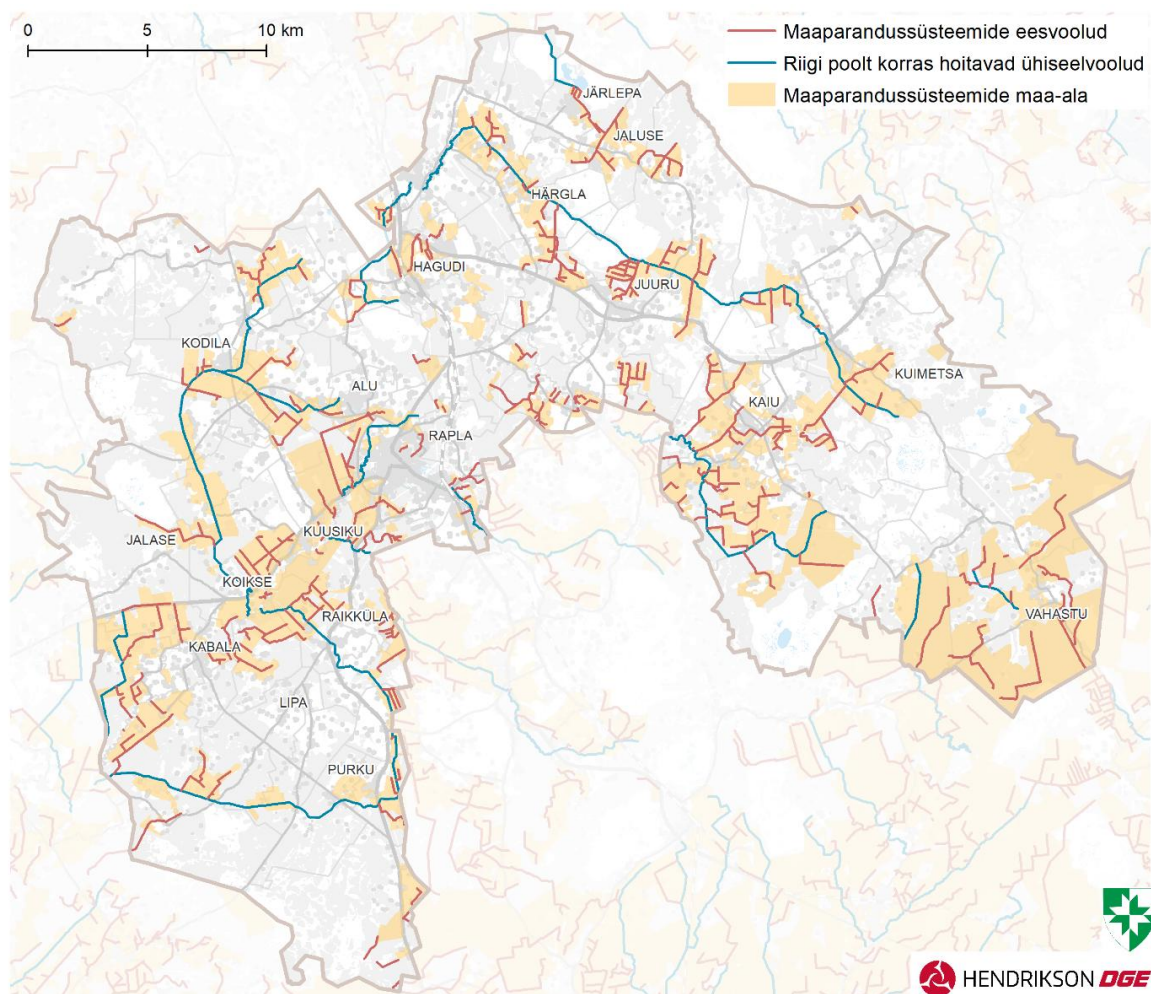 0 5 10 km
Maaparandussüsteemide eesvoolud
Riigi poolt korras hoitavad ühiseelvoolud
Maaparandussüsteemide maa-ala
JÄRLEPA
JALUSE
HÄRGLA
HAGUDI
JUURU
KODILA
ALU
KUIMETSA
KAIU
RAPLA
KUUSIKU
JALASE
KOIKSE
RAIKKÜLA
VAHASTU
KABALA
LIPA
PURKU
HENDRIKSON DGE